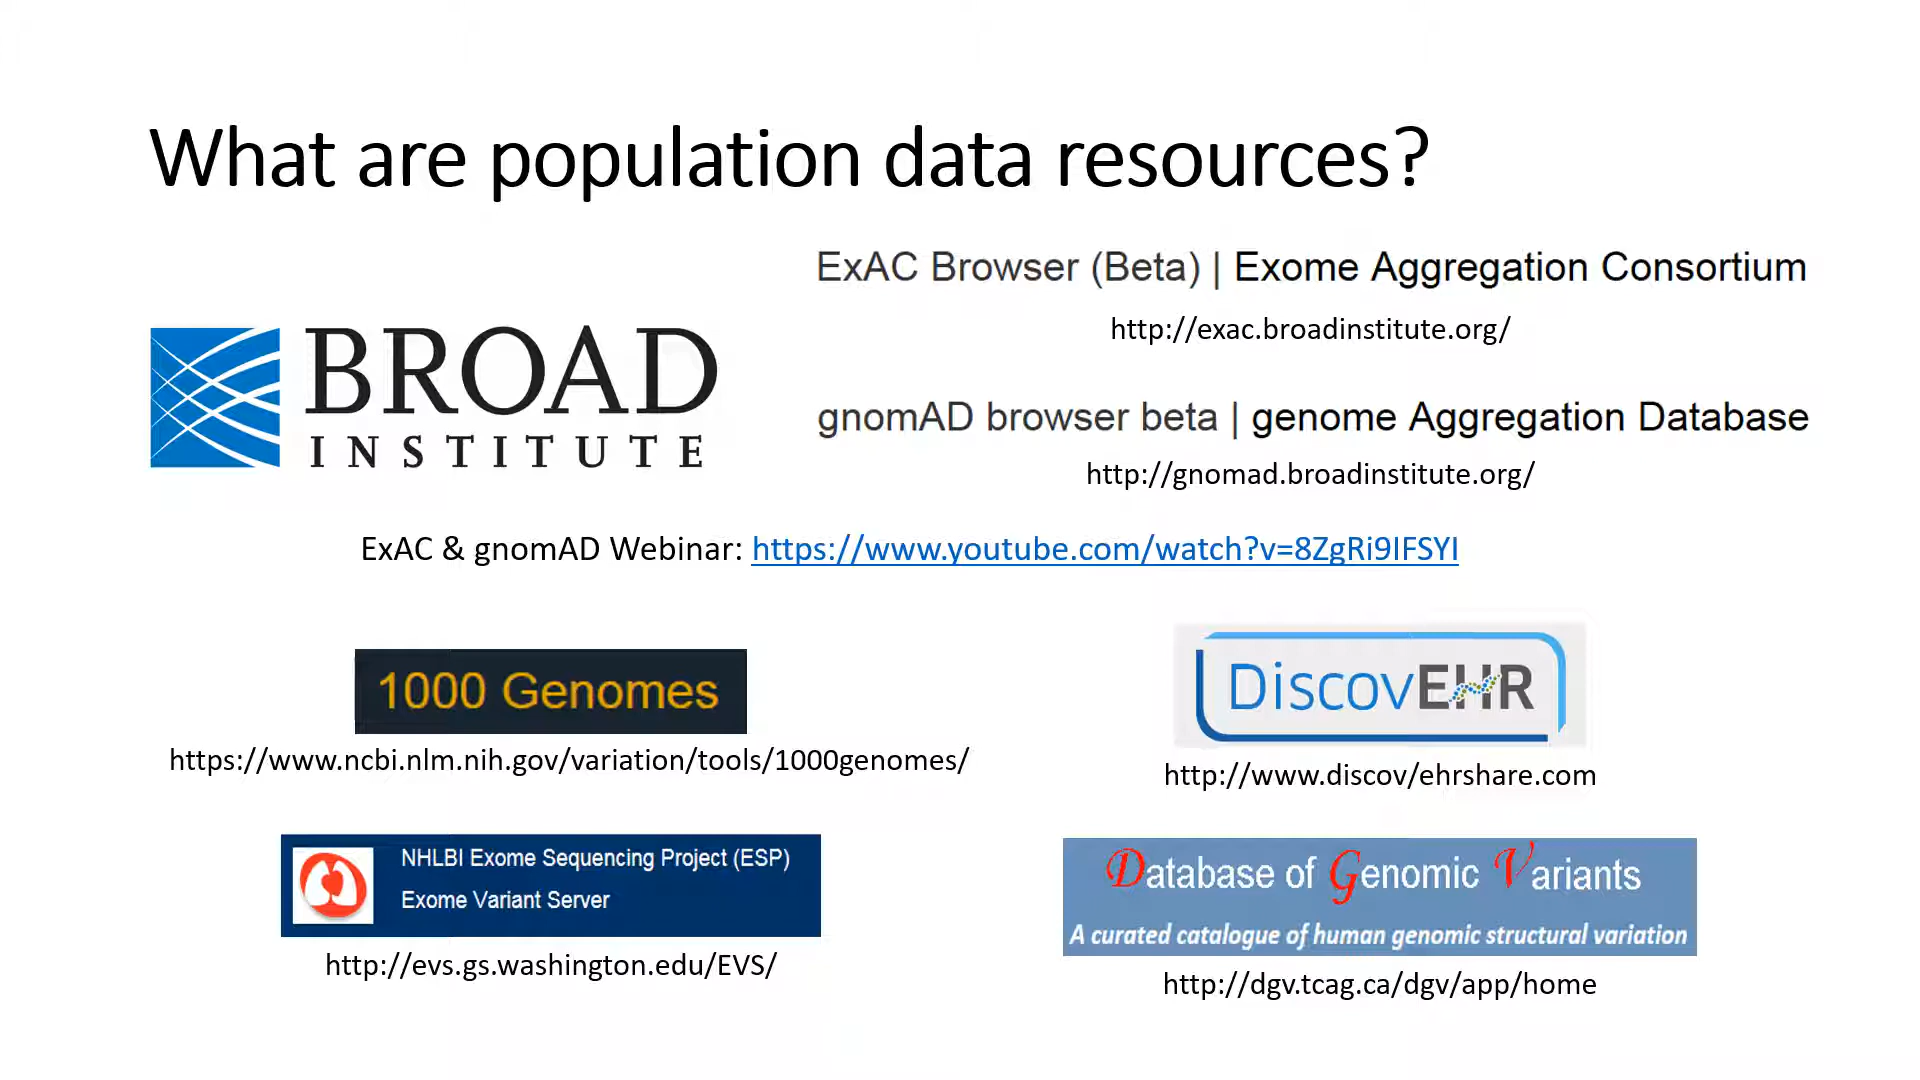 What are population data resources?
ExAC Browser (Beta) | Exome Aggregation Consortium
http://exac.broadinstitute.org/
BROAD
INSTITUTE
gnomAD browser beta | genome Aggregation Database
http://gnomad.broadinstitute.org/
ExAC & gnomAD Webinar: https://www.youtube.com/watch?v=8ZgRi9IFSYI
1000 Genomes
https://www.ncbi.nlm.nih.gov/variation/tools/1000genomes/
DiscovEHR
http://www.discov/ehrshare.com
NHLBI Exome Sequencing Project (ESP)
Exome Variant Server
http://evs.gs.washington.edu/EVS/
Database of Genomic Variants
A curated catalogue of human genomic structural variation
http://dgv.tcag.ca/dgv/app/home